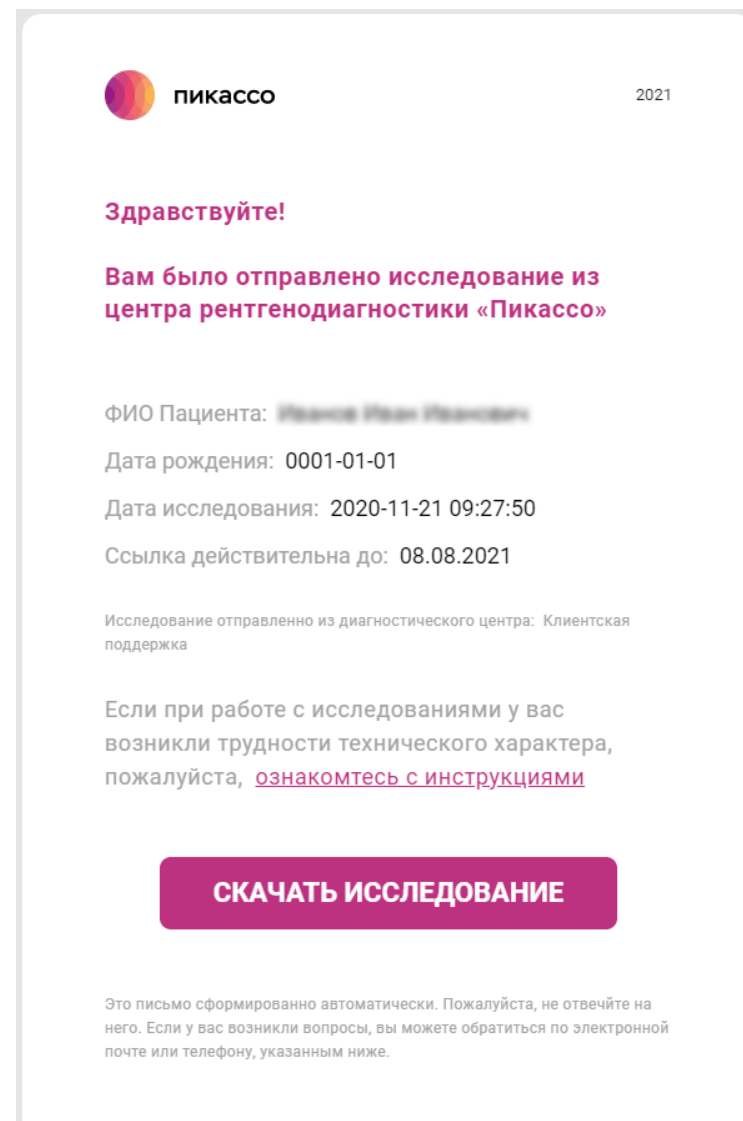 пикассо
2021
Здравствуйте!
Вам было отправлено исследование из
центра рентгенодиагностики «Пикассо»
ФИО Пациента:
Дата рождения: 0001-01-01
Дата исследования: 2020-11-21 09:27:50
Ссылка действительна до: 08.08.2021
Исследование отправленно из диагностического центра: Клиентская
поддержка
Если при работе с исследованиями у вас
возникли трудности технического характера,
пожалуйста, ознакомтесь с инструкциями
СКАЧАТЬ ИССЛЕДОВАНИЕ
Это письмо сформированно автоматически. Пожалуйста, не отвечйте на
него. Если у вас возникли вопросы, вы можете обратиться по электронной
почте или телефону, указанным ниже.